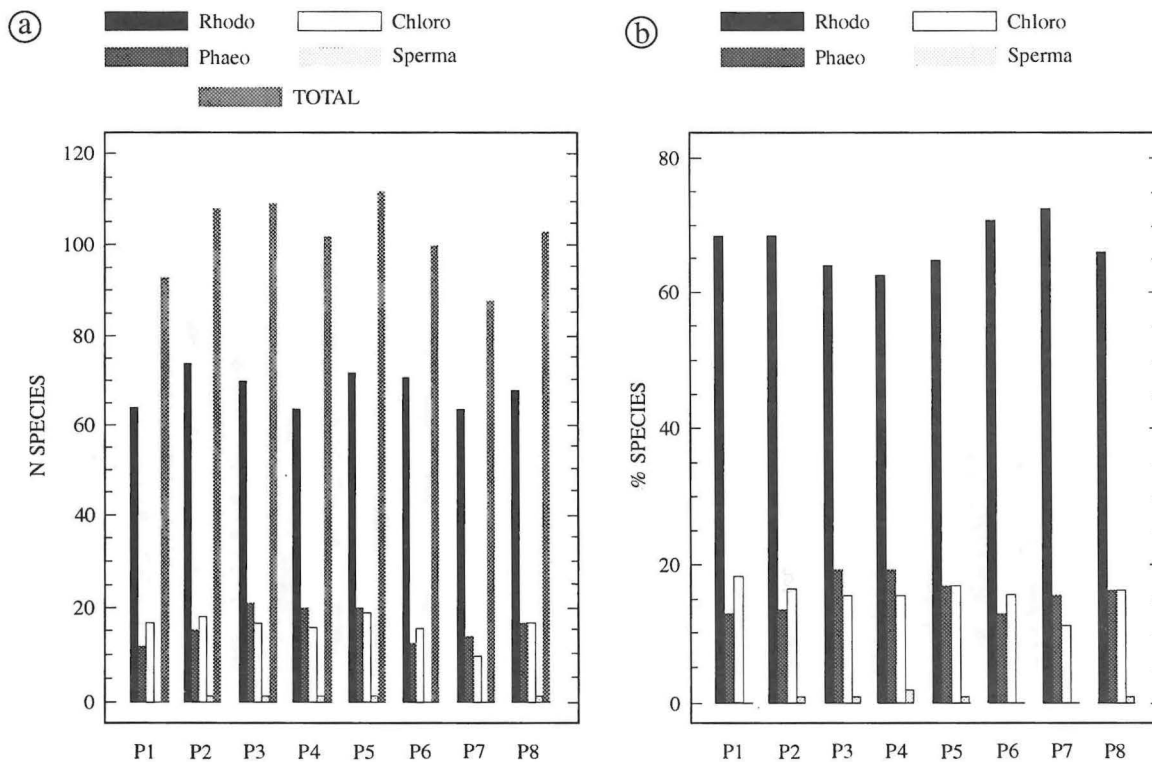 a
Rhodo Chloro
Phaeo Sperma
TOTAL
N SPECIES
120
100
80
60
40
20
0
P1 P2 P3 P4 P5 P6 P7 P8
b
Rhodo Chloro
Phaeo Sperma
% SPECIES
80
60
40
20
0
P1 P2 P3 P4 P5 P6 P7 P8